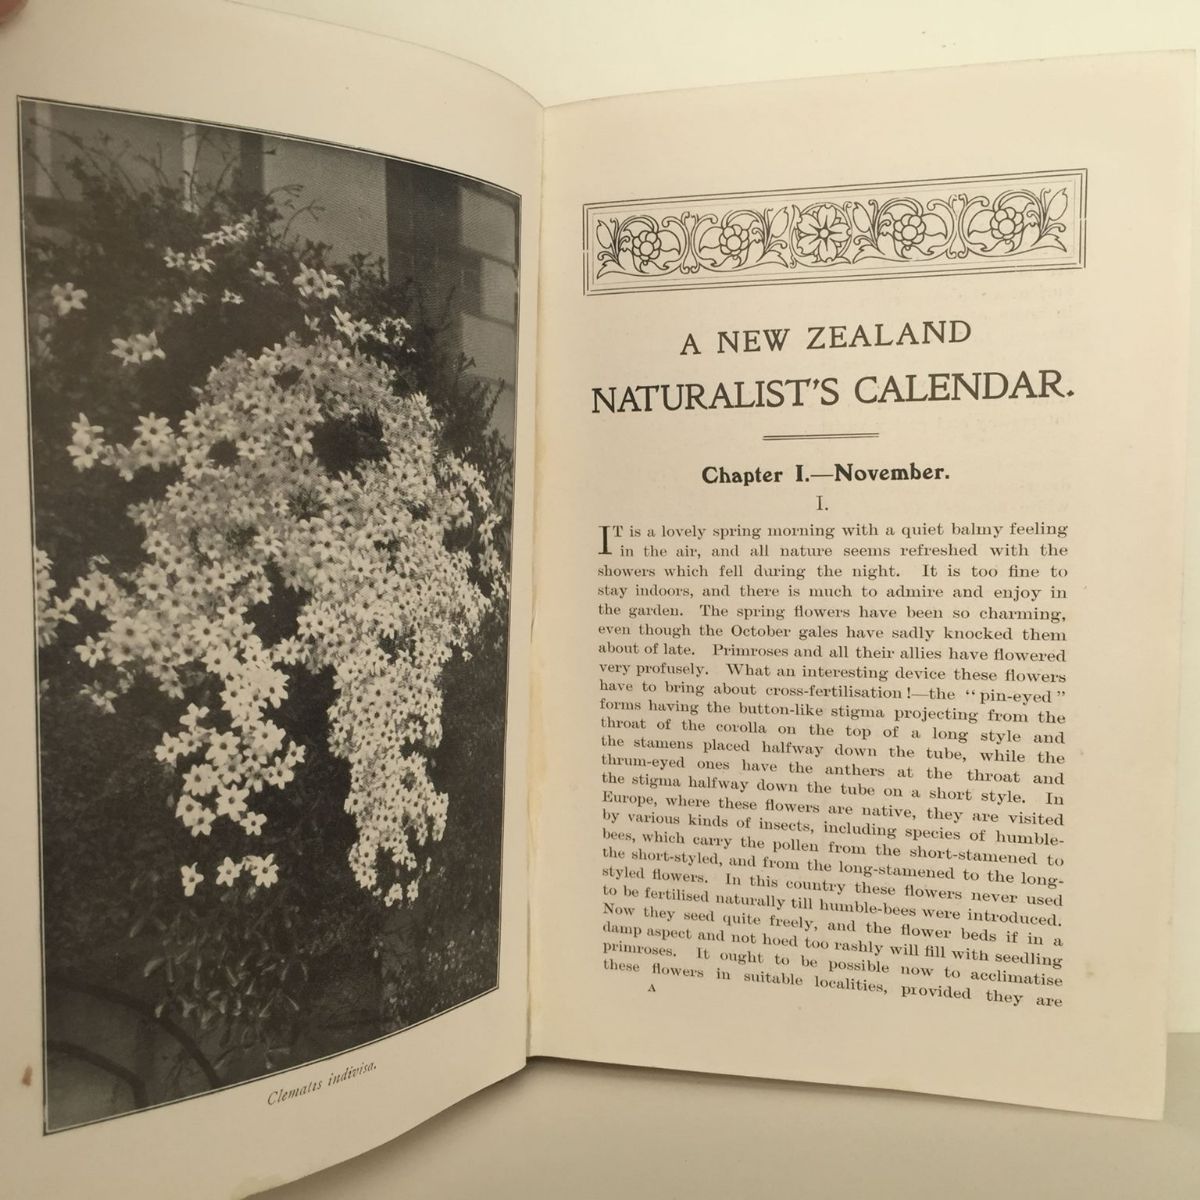 Clematis indivisa.
A NEW ZEALAND
NATURALIST'S CALENDAR.
Chapter I.—November.
I.
IT is a lovely spring morning with a quiet balmy feeling
in the air, and all nature seems refreshed with the
showers which fell during the night. It is too fine to
stay indoors, and there is much to admire and enjoy in
the garden. The spring flowers have been so charming,
even though the October gales have sadly knocked them
about of late. Primroses and all their allies have flowered
very profusely. What an interesting device these flowers
have to bring about cross-fertilisation!—the "pin-eyed"
forms having the button-like stigma projecting from the
throat of the corolla on the top of a long style and
the stamens placed halfway down the tube, while the
thrum-eyed ones have the anthers at the throat and
the stigma halfway down the tube on a short style. In
Europe, where these flowers are native, they are visited
by various kinds of insects, including species of humble-
bees, which carry the pollen from the short-stamened to
the short-styled, and from the long-stamened to the long-
styled flowers. In this country these flowers never used
to be fertilised naturally till humble-bees were introduced.
Now they seed quite freely, and the flower beds if in a
damp aspect and not hoed too rashly will fill with seedling
primroses. It ought to be possible now to acclimatise
these flowers in suitable localities, provided they are
A